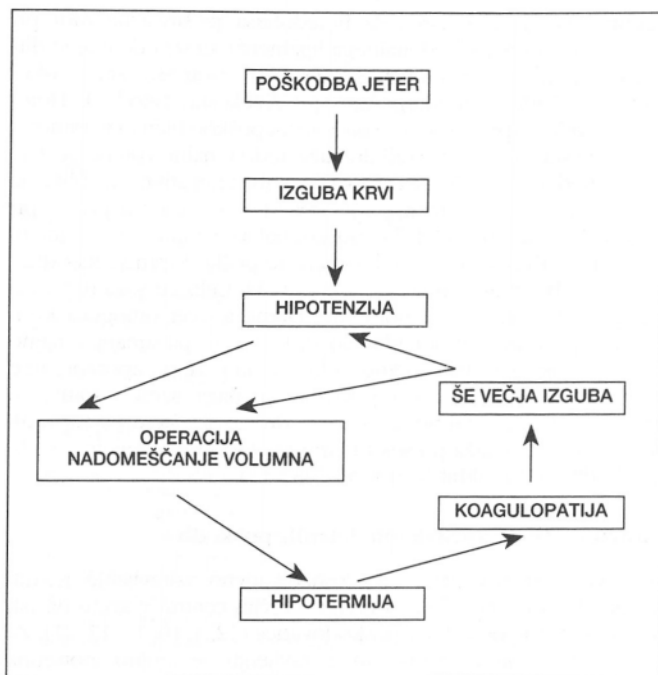 POŠKODBA JETER
IZGUBA KRVI
HIPOTENZIJA
ŠE VEČJA IZGUBA
OPERACIJA
NADOMEŠČANJE VOLUMNA
KOAGULOPATIJA
HIPOTERMIJA